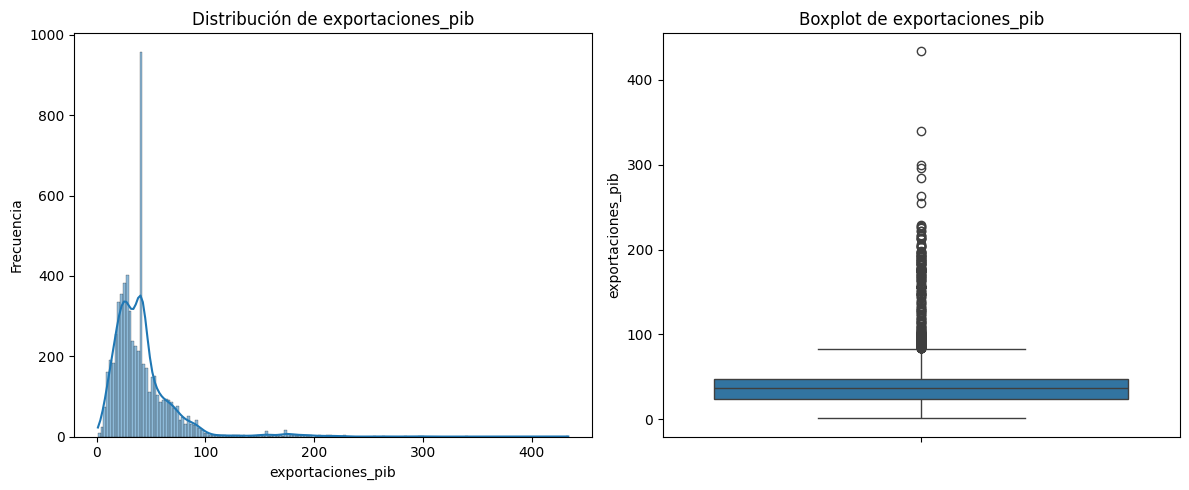 Distribución de exportaciones_pib
1000
800
600
400
200
0
Frecuencia
0 100 200 300 400
exportaciones_pib
Boxplot de exportaciones_pib
400
300
200
100
0
exportaciones_pib